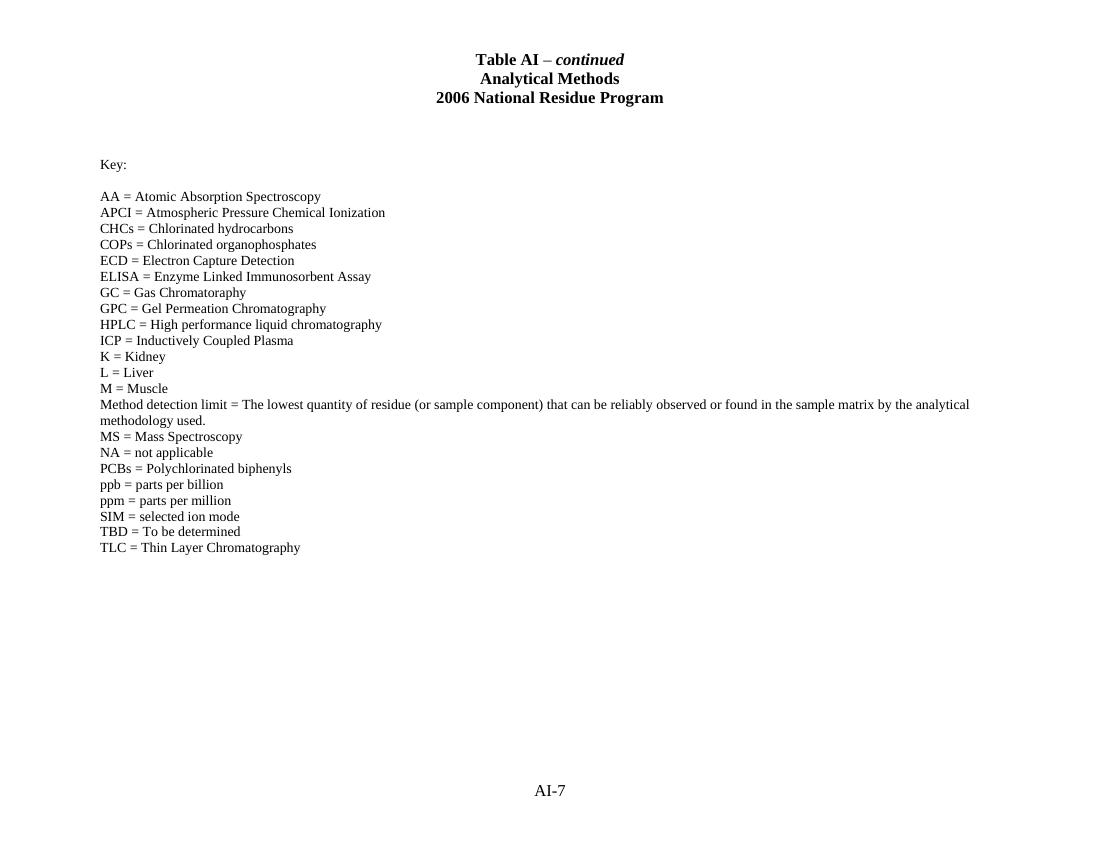 Table AI – continued
Analytical Methods
2006 National Residue Program
Key:
AA = Atomic Absorption Spectroscopy
APCI = Atmospheric Pressure Chemical Ionization
CHCs = Chlorinated hydrocarbons
COPs = Chlorinated organophosphates
ECD = Electron Capture Detection
ELISA = Enzyme Linked Immunosorbent Assay
GC = Gas Chromatoraphy
GPC = Gel Permeation Chromatography
HPLC = High performance liquid chromatography
ICP = Inductively Coupled Plasma
K = Kidney
L = Liver
M = Muscle
Method detection limit = The lowest quantity of residue (or sample component) that can be reliably observed or found in the sample matrix by the analytical
methodology used.
MS = Mass Spectroscopy
NA = not applicable
PCBs = Polychlorinated biphenyls
ppb = parts per billion
ppm = parts per million
SIM = selected ion mode
TBD = To be determined
TLC = Thin Layer Chromatography
AI-7